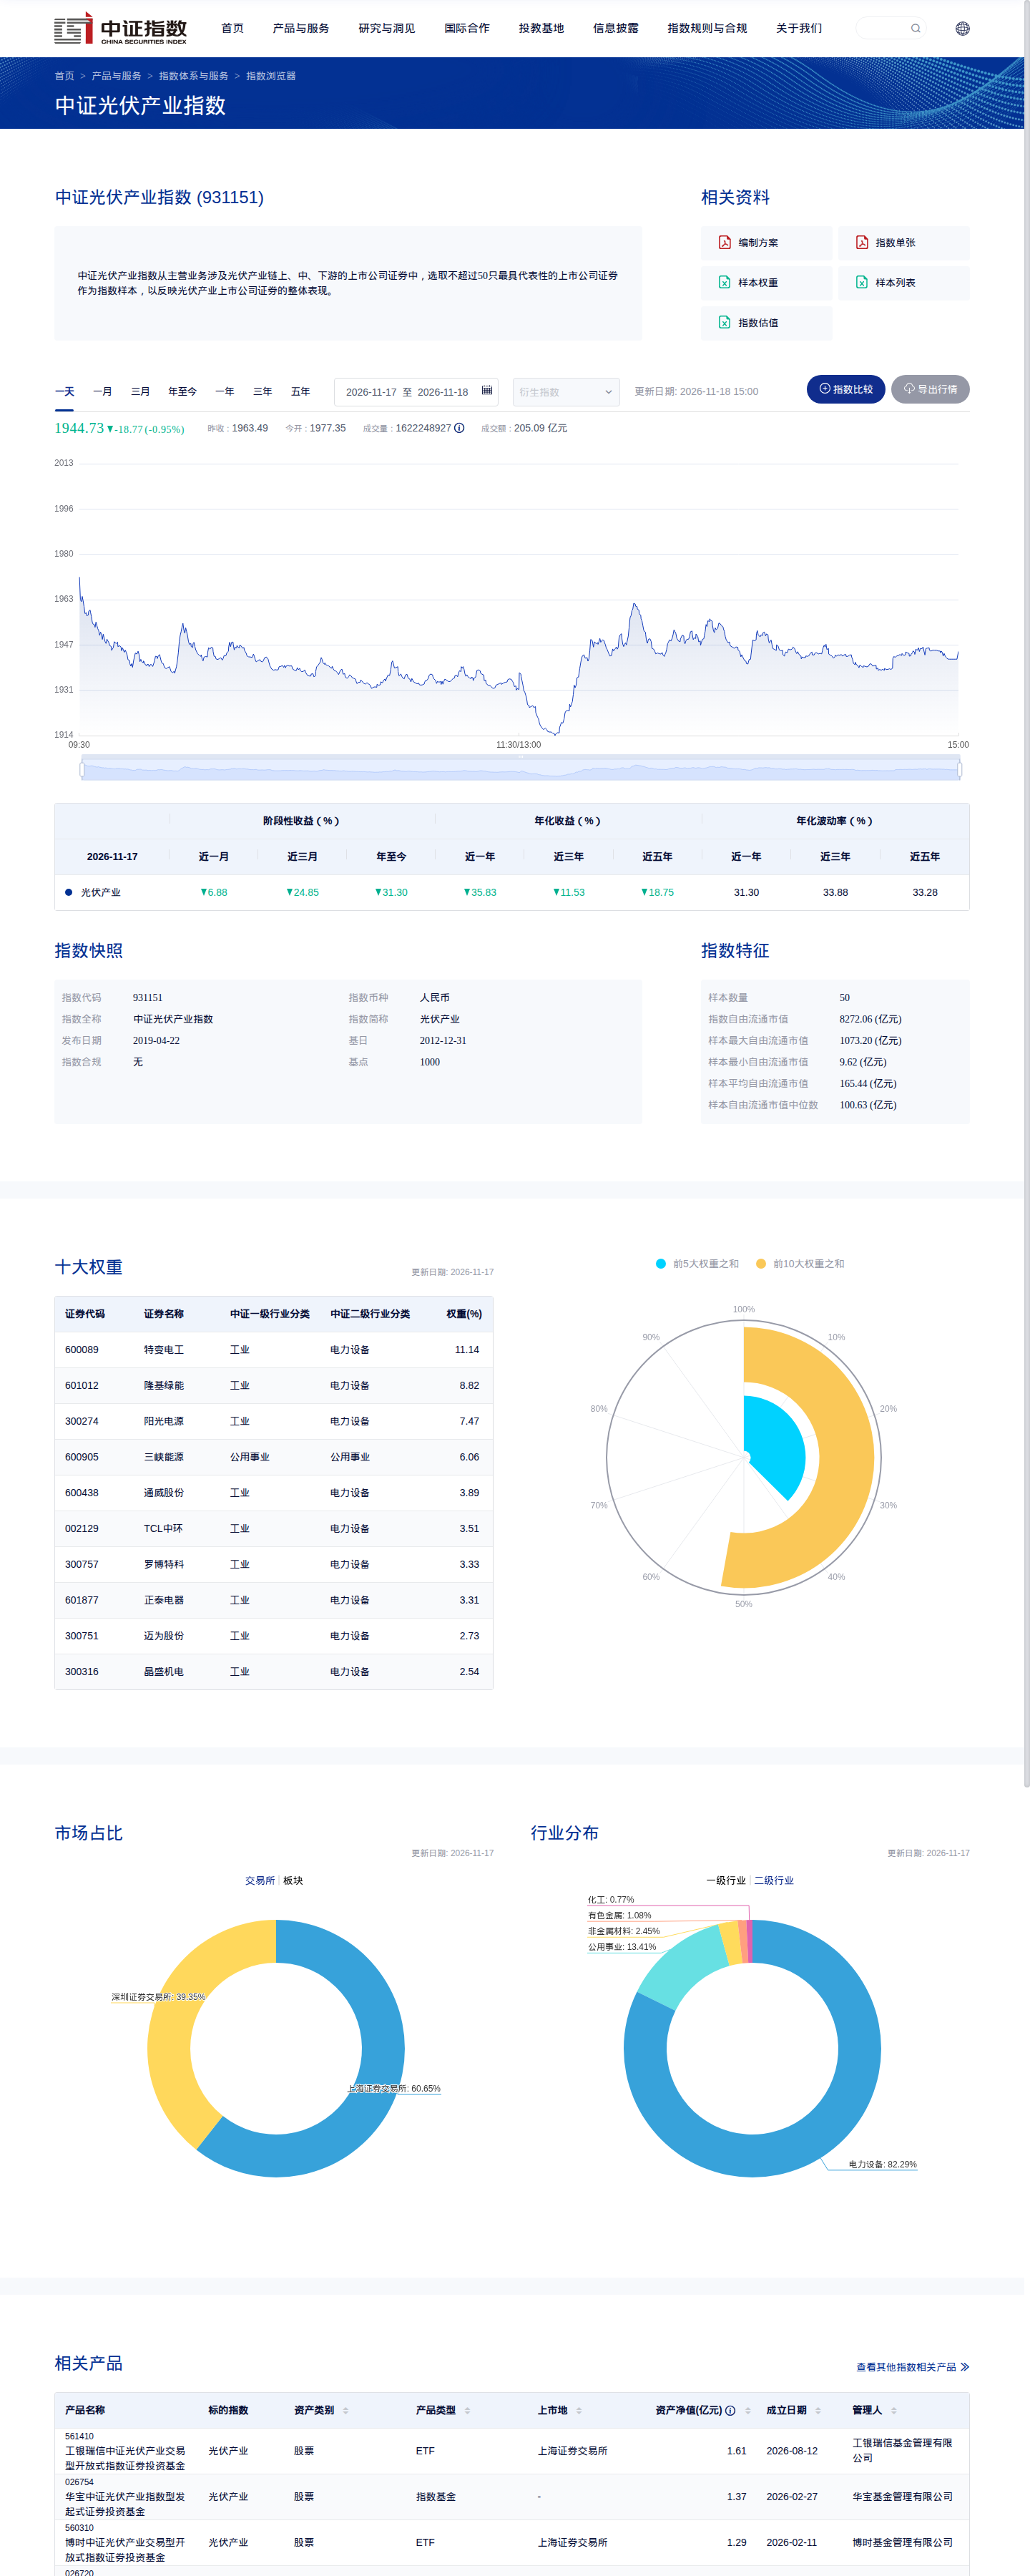 中证指数
CHINA SECURITIES INDEX
首页 产品与服务 研究与洞见 国际合作 投教基地 信息披露 指数规则与合规 关于我们
首页 > 产品与服务 > 指数体系与服务 > 指数浏览器
中证光伏产业指数
中证光伏产业指数 (931151)
中证光伏产业指数从主营业务涉及光伏产业链上、中、下游的上市公司证券中，选取不超过50只最具代表性的上市公司证券
作为指数样本，以反映光伏产业上市公司证券的整体表现。
相关资料
编制方案 指数单张
样本权重 样本列表
指数估值
一天 一月 三月 年至今 一年 三年 五年 2026-11-17 至 2026-11-18 衍生指数 更新日期: 2026-11-18 15:00 指数比较 导出行情
1944.73 ▼-18.77 (-0.95%) 昨收 : 1963.49 今开 : 1977.35 成交量 : 1622248927 成交额 : 205.09 亿元
2013
1996
1980
1963
1947
1931
1914
09:30 11:30/13:00 15:00
阶段性收益 ( % ) 年化收益 ( % ) 年化波动率 ( % )
2026-11-17 近一月 近三月 年至今 近一年 近三年 近五年 近一年 近三年 近五年
光伏产业 ▼6.88 ▼24.85 ▼31.30 ▼35.83 ▼11.53 ▼18.75 31.30 33.88 33.28
指数快照
指数代码 931151 指数币种 人民币
指数全称 中证光伏产业指数 指数简称 光伏产业
发布日期 2019-04-22 基日 2012-12-31
指数合规 无 基点 1000
指数特征
样本数量 50
指数自由流通市值 8272.06 (亿元)
样本最大自由流通市值 1073.20 (亿元)
样本最小自由流通市值 9.62 (亿元)
样本平均自由流通市值 165.44 (亿元)
样本自由流通市值中位数 100.63 (亿元)
十大权重
更新日期: 2026-11-17
证券代码 证券名称 中证一级行业分类 中证二级行业分类 权重(%)
600089 特变电工 工业 电力设备 11.14
601012 隆基绿能 工业 电力设备 8.82
300274 阳光电源 工业 电力设备 7.47
600905 三峡能源 公用事业 公用事业 6.06
600438 通威股份 工业 电力设备 3.89
002129 TCL中环 工业 电力设备 3.51
300757 罗博特科 工业 电力设备 3.33
601877 正泰电器 工业 电力设备 3.31
300751 迈为股份 工业 电力设备 2.73
300316 晶盛机电 工业 电力设备 2.54
前5大权重之和 前10大权重之和
100%
90% 10%
80% 20%
70% 30%
60% 40%
50%
市场占比
更新日期: 2026-11-17
交易所 板块
深圳证券交易所: 39.35%
上海证券交易所: 60.65%
行业分布
更新日期: 2026-11-17
一级行业 二级行业
化工: 0.77%
有色金属: 1.08%
非金属材料: 2.45%
公用事业: 13.41%
电力设备: 82.29%
相关产品
查看其他指数相关产品
产品名称 标的指数 资产类别 产品类型 上市地 资产净值(亿元) 成立日期 管理人
561410
工银瑞信中证光伏产业交易
型开放式指数证券投资基金 光伏产业 股票 ETF 上海证券交易所 1.61 2026-08-12 工银瑞信基金管理有限
公司
026754
华宝中证光伏产业指数型发
起式证券投资基金 光伏产业 股票 指数基金 - 1.37 2026-02-27 华宝基金管理有限公司
560310
博时中证光伏产业交易型开
放式指数证券投资基金 光伏产业 股票 ETF 上海证券交易所 1.29 2026-02-11 博时基金管理有限公司
026720